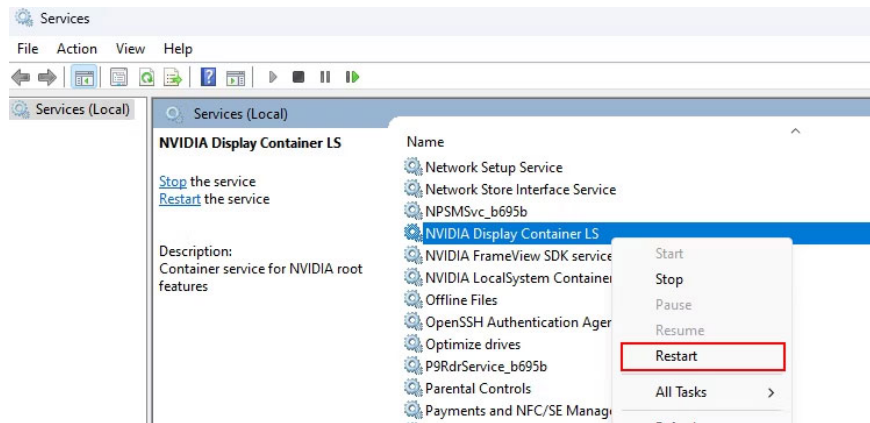 Services
File Action View Help
Services (Local)
Services (Local)
NVIDIA Display Container LS
Stop the service
Restart the service
Description:
Container service for NVIDIA root
features
Name
Network Setup Service
Network Store Interface Service
NPSMSvc_b695b
NVIDIA Display Container LS
NVIDIA FrameView SDK service
NVIDIA LocalSystem Container
Offline Files
OpenSSH Authentication Agen
Optimize drives
P9RdrService_b695b
Parental Controls
Payments and NFC/SE Manag
Start
Stop
Pause
Resume
Restart
All Tasks